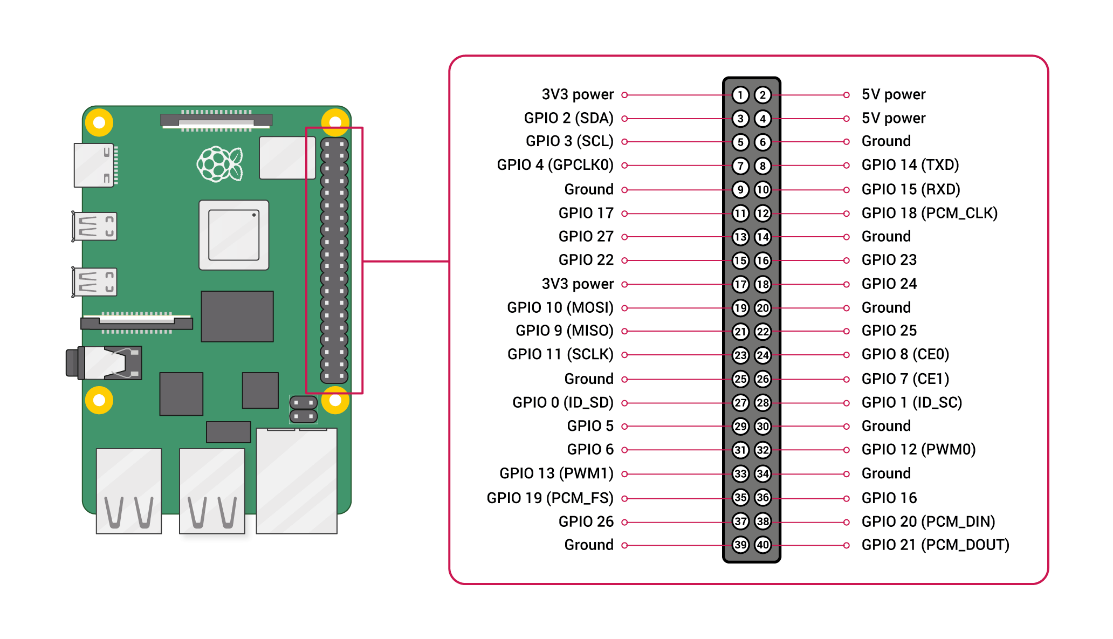 3V3 power 1 2 5V power
GPIO 2 (SDA) 3 4 5V power
GPIO 3 (SCL) 5 6 Ground
GPIO 4 (GPCLK0) 7 8 GPIO 14 (TXD)
Ground 9 10 GPIO 15 (RXD)
GPIO 17 11 12 GPIO 18 (PCM_CLK)
GPIO 27 13 14 Ground
GPIO 22 15 16 GPIO 23
3V3 power 17 18 GPIO 24
GPIO 10 (MOSI) 19 20 Ground
GPIO 9 (MISO) 21 22 GPIO 25
GPIO 11 (SCLK) 23 24 GPIO 8 (CE0)
Ground 25 26 GPIO 7 (CE1)
GPIO 0 (ID_SD) 27 28 GPIO 1 (ID_SC)
GPIO 5 29 30 Ground
GPIO 6 31 32 GPIO 12 (PWM0)
GPIO 13 (PWM1) 33 34 Ground
GPIO 19 (PCM_FS) 35 36 GPIO 16
GPIO 26 37 38 GPIO 20 (PCM_DIN)
Ground 39 40 GPIO 21 (PCM_DOUT)